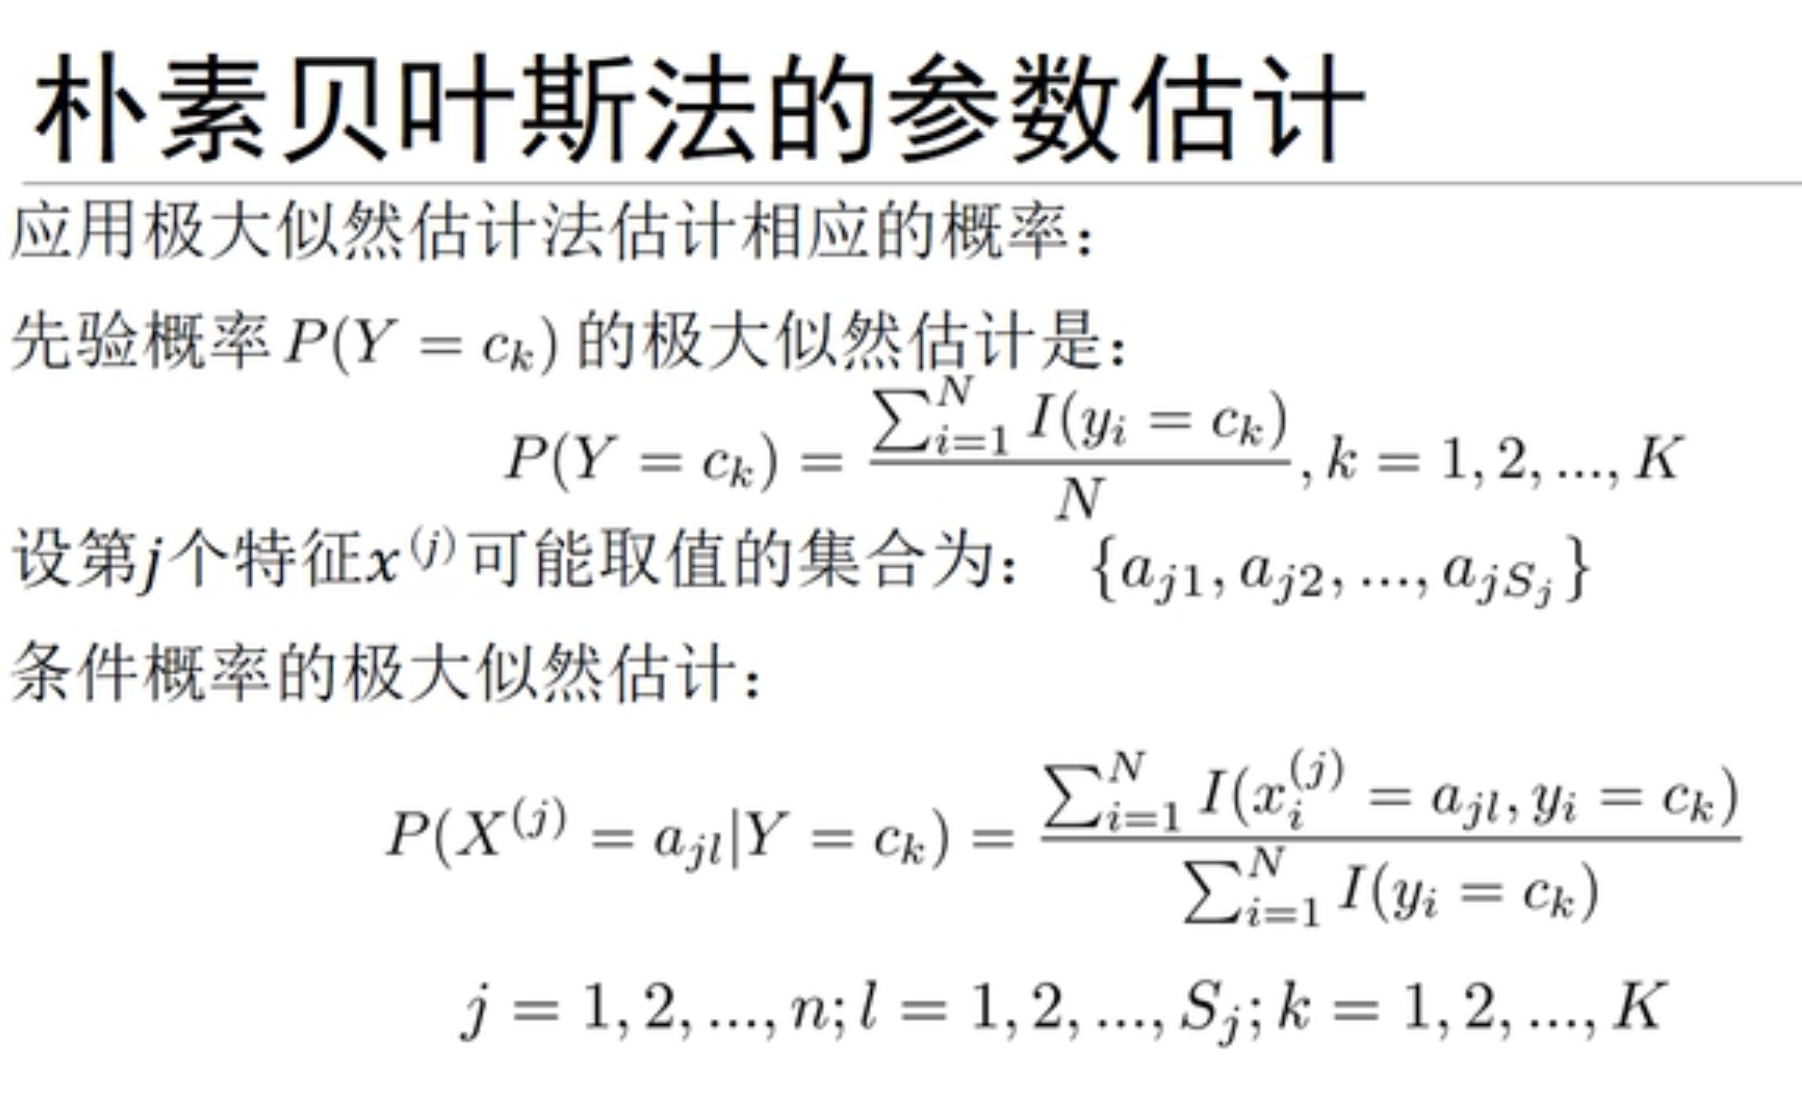 朴素贝叶斯法的参数估计
应用极大似然估计法估计相应的概率：
先验概率 P(Y = c_k) 的极大似然估计是：
P(Y = c_k) = \frac{\sum_{i=1}^{N} I(y_i = c_k)}{N}, k = 1, 2, ..., K
设第j个特征x^{(j)}可能取值的集合为： {a_{j1}, a_{j2}, ..., a_{jS_j}}
条件概率的极大似然估计：
P(X^{(j)} = a_{jl}|Y = c_k) = \frac{\sum_{i=1}^{N} I(x_i^{(j)} = a_{jl}, y_i = c_k)}{\sum_{i=1}^{N} I(y_i = c_k)}
j = 1, 2, ..., n; l = 1, 2, ..., S_j; k = 1, 2, ..., K